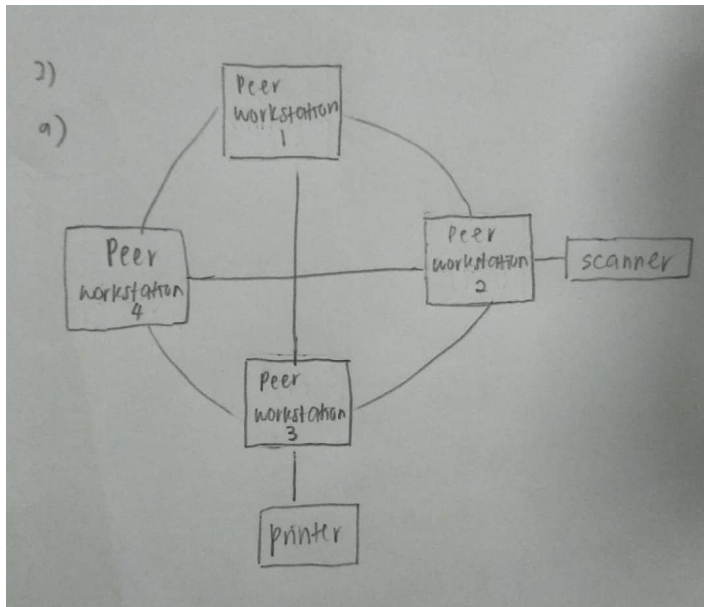 2)
a)
Peer
workstation
1
Peer
workstation
4
Peer
workstation
2
scanner
Peer
workstation
3
printer